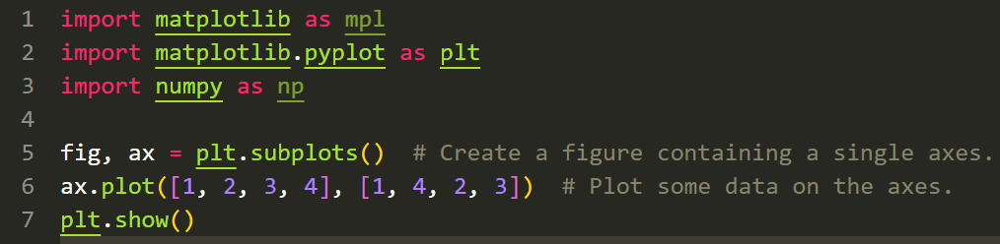 1 import matplotlib as mpl
2 import matplotlib.pyplot as plt
3 import numpy as np
4
5 fig, ax = plt.subplots()  # Create a figure containing a single axes.
6 ax.plot([1, 2, 3, 4], [1, 4, 2, 3])  # Plot some data on the axes.
7 plt.show()